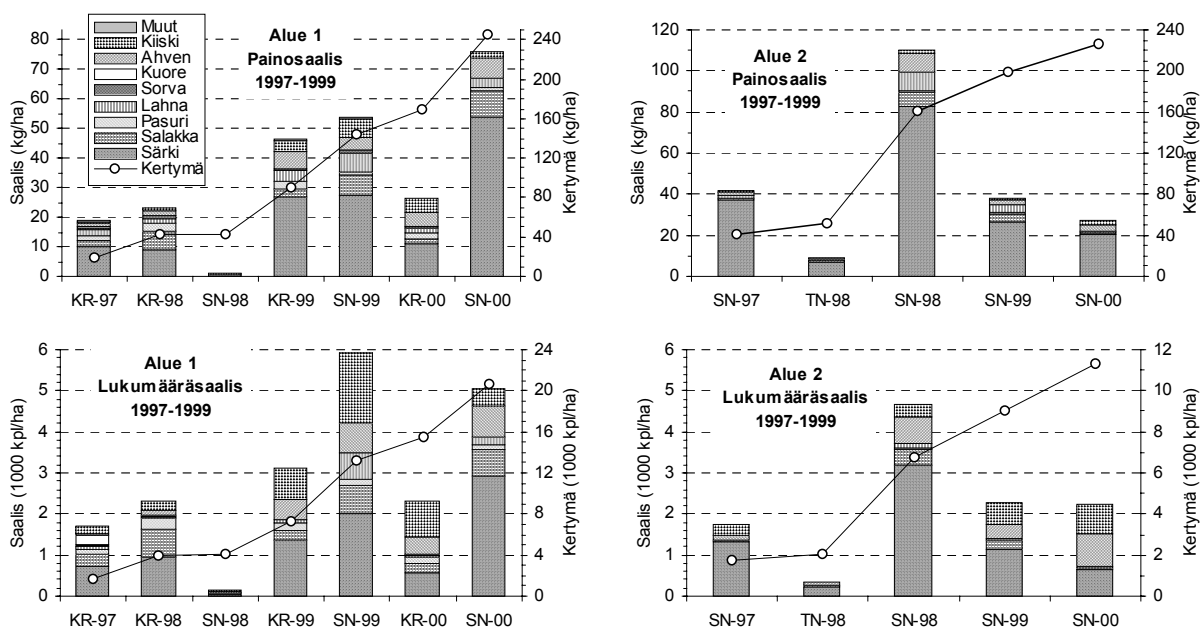 Muut
Kiiski
Ahven
Kuore
Sorva
Lahna
Pasuri
Salakka
Särki
Kertymä
Alue 1
Painosaalis
1997-1999
Saalis (kg/ha)
80
70
60
50
40
30
20
10
0
Kertymä (kg/ha)
240
200
160
120
80
40
0
KR-97 KR-98 SN-98 KR-99 SN-99 KR-00 SN-00
Alue 2
Painosaalis
1997-1999
Saalis (kg/ha)
120
100
80
60
40
20
0
Kertymä (kg/ha)
240
200
160
120
80
40
0
SN-97 TN-98 SN-98 SN-99 SN-00
Alue 1
Lukumääräsaalis
1997-1999
Saalis (1000 kpl/ha)
6
5
4
3
2
1
0
Kertymä (1000 kpl/ha)
24
20
16
12
8
4
0
KR-97 KR-98 SN-98 KR-99 SN-99 KR-00 SN-00
Alue 2
Lukumääräsaalis
1997-1999
Saalis (1000 kpl/ha)
6
5
4
3
2
1
0
Kertymä (1000 kpl/ha)
12
10
8
6
4
2
0
SN-97 TN-98 SN-98 SN-99 SN-00